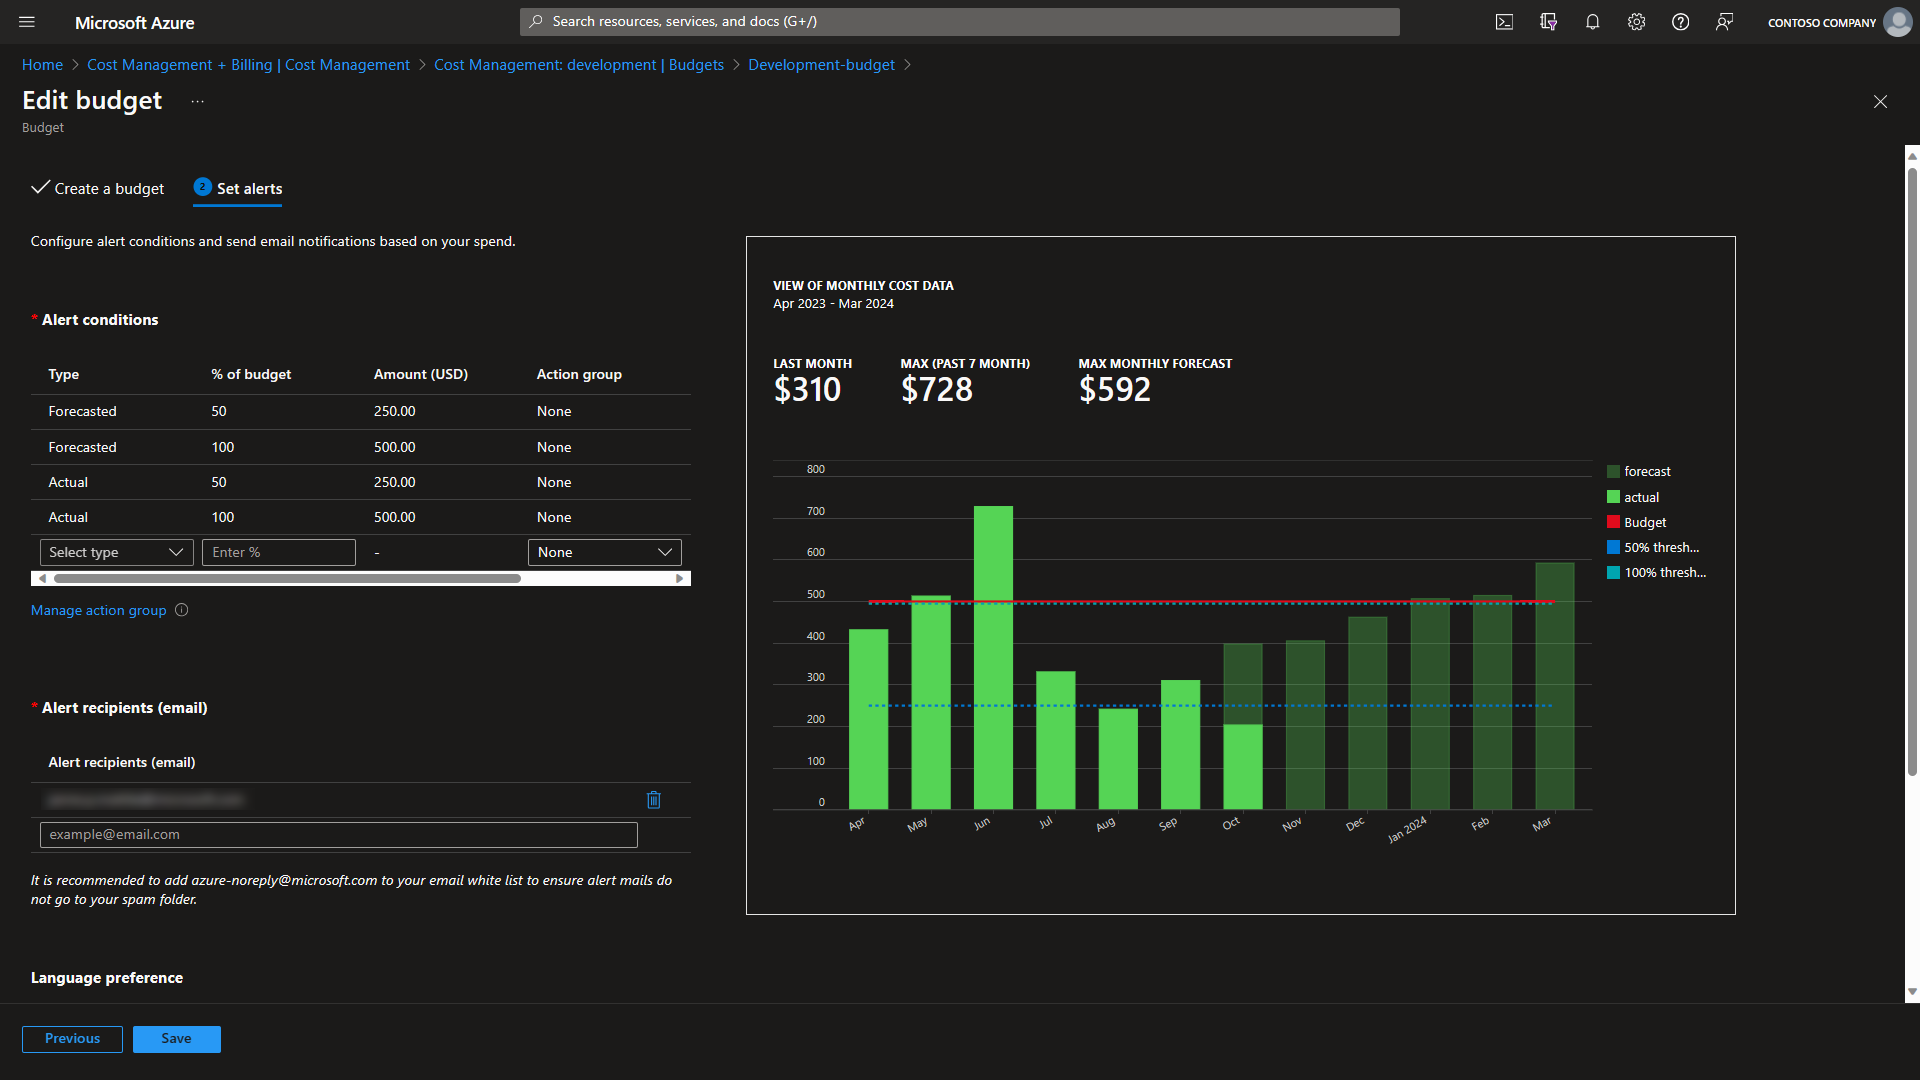 Microsoft Azure
Search resources, services, and docs (G+/)
CONTOSO COMPANY
Home > Cost Management + Billing | Cost Management > Cost Management: development | Budgets > Development-budget >
Edit budget ...
Budget
Create a budget
2 Set alerts
Configure alert conditions and send email notifications based on your spend.
* Alert conditions
Type % of budget Amount (USD) Action group
Forecasted 50 250.00 None
Forecasted 100 500.00 None
Actual 50 250.00 None
Actual 100 500.00 None
Select type Enter % - None
Manage action group
* Alert recipients (email)
Alert recipients (email)
example@email.com
It is recommended to add azure-noreply@microsoft.com to your email white list to ensure alert mails do
not go to your spam folder.
Language preference
Previous Save
VIEW OF MONTHLY COST DATA
Apr 2023 - Mar 2024
LAST MONTH MAX (PAST 7 MONTH) MAX MONTHLY FORECAST
$310 $728 $592
800
700
600
500
400
300
200
100
0
Apr May Jun Jul Aug Sep Oct Nov Dec Jan 2024 Feb Mar
forecast
actual
Budget
50% thresh...
100% thresh...